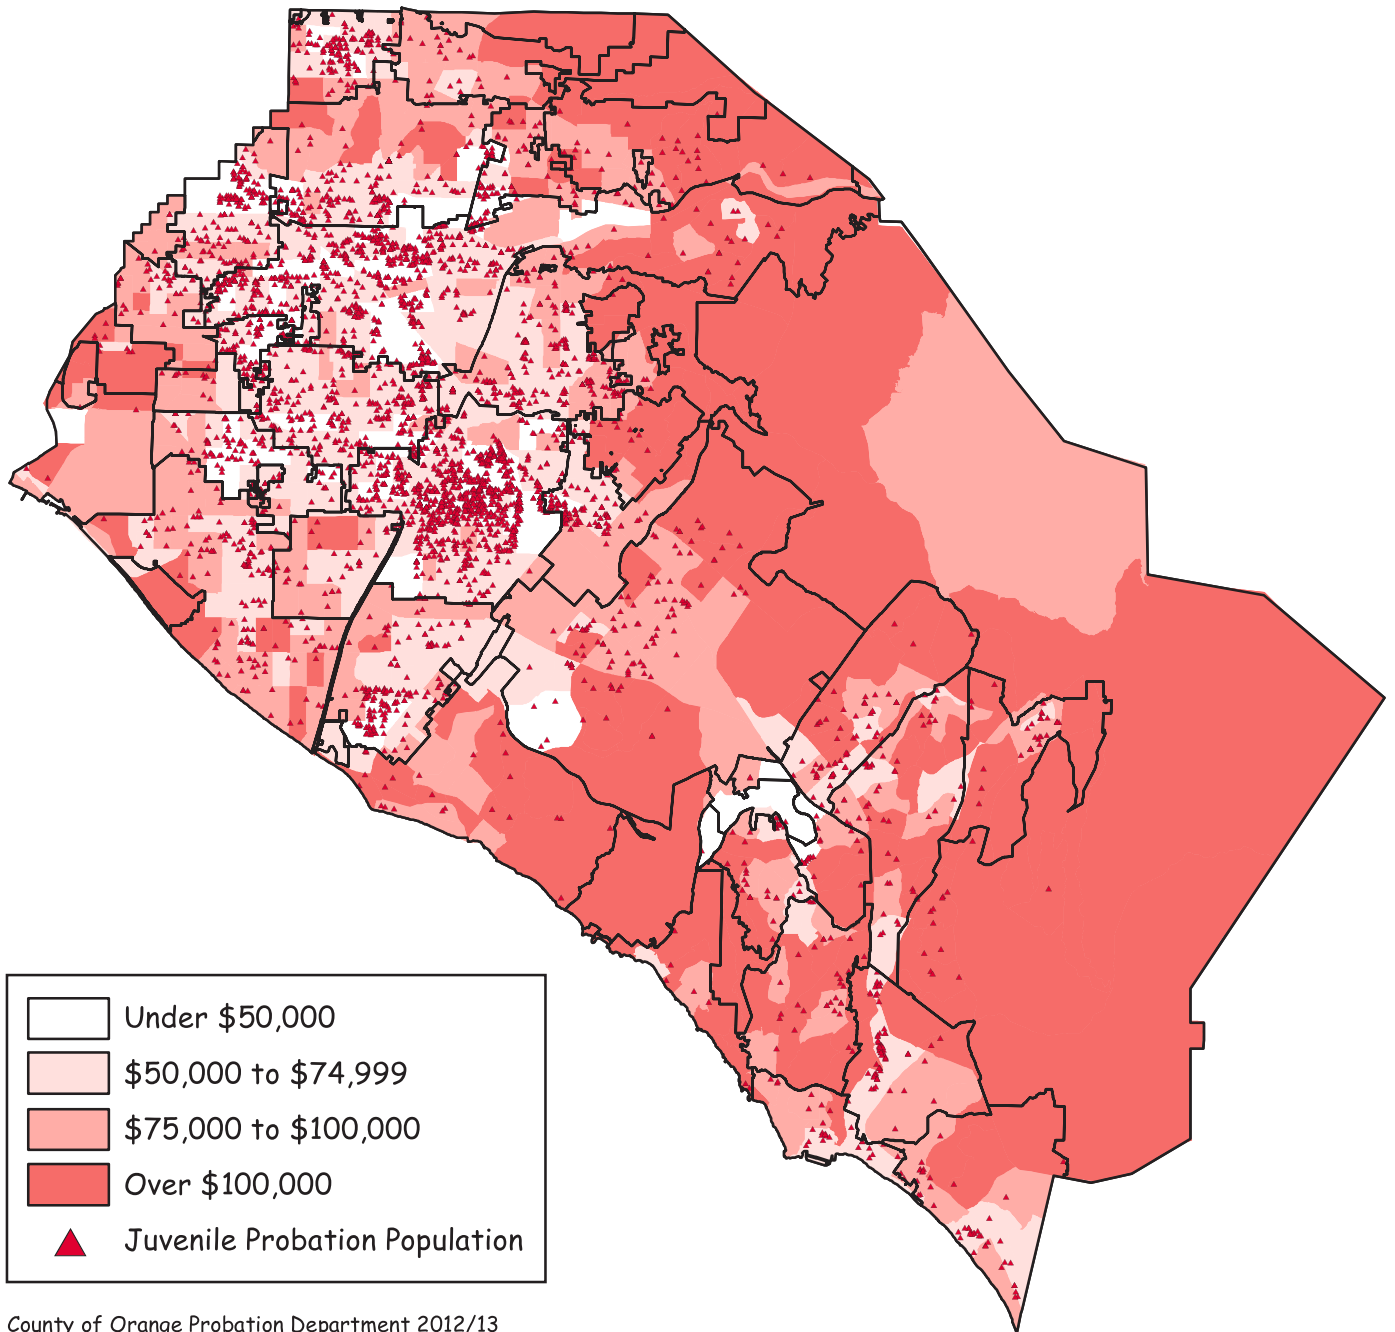 Under $50,000
$50,000 to $74,999
$75,000 to $100,000
Over $100,000
Juvenile Probation Population
County of Orange Probation Department 2012/13